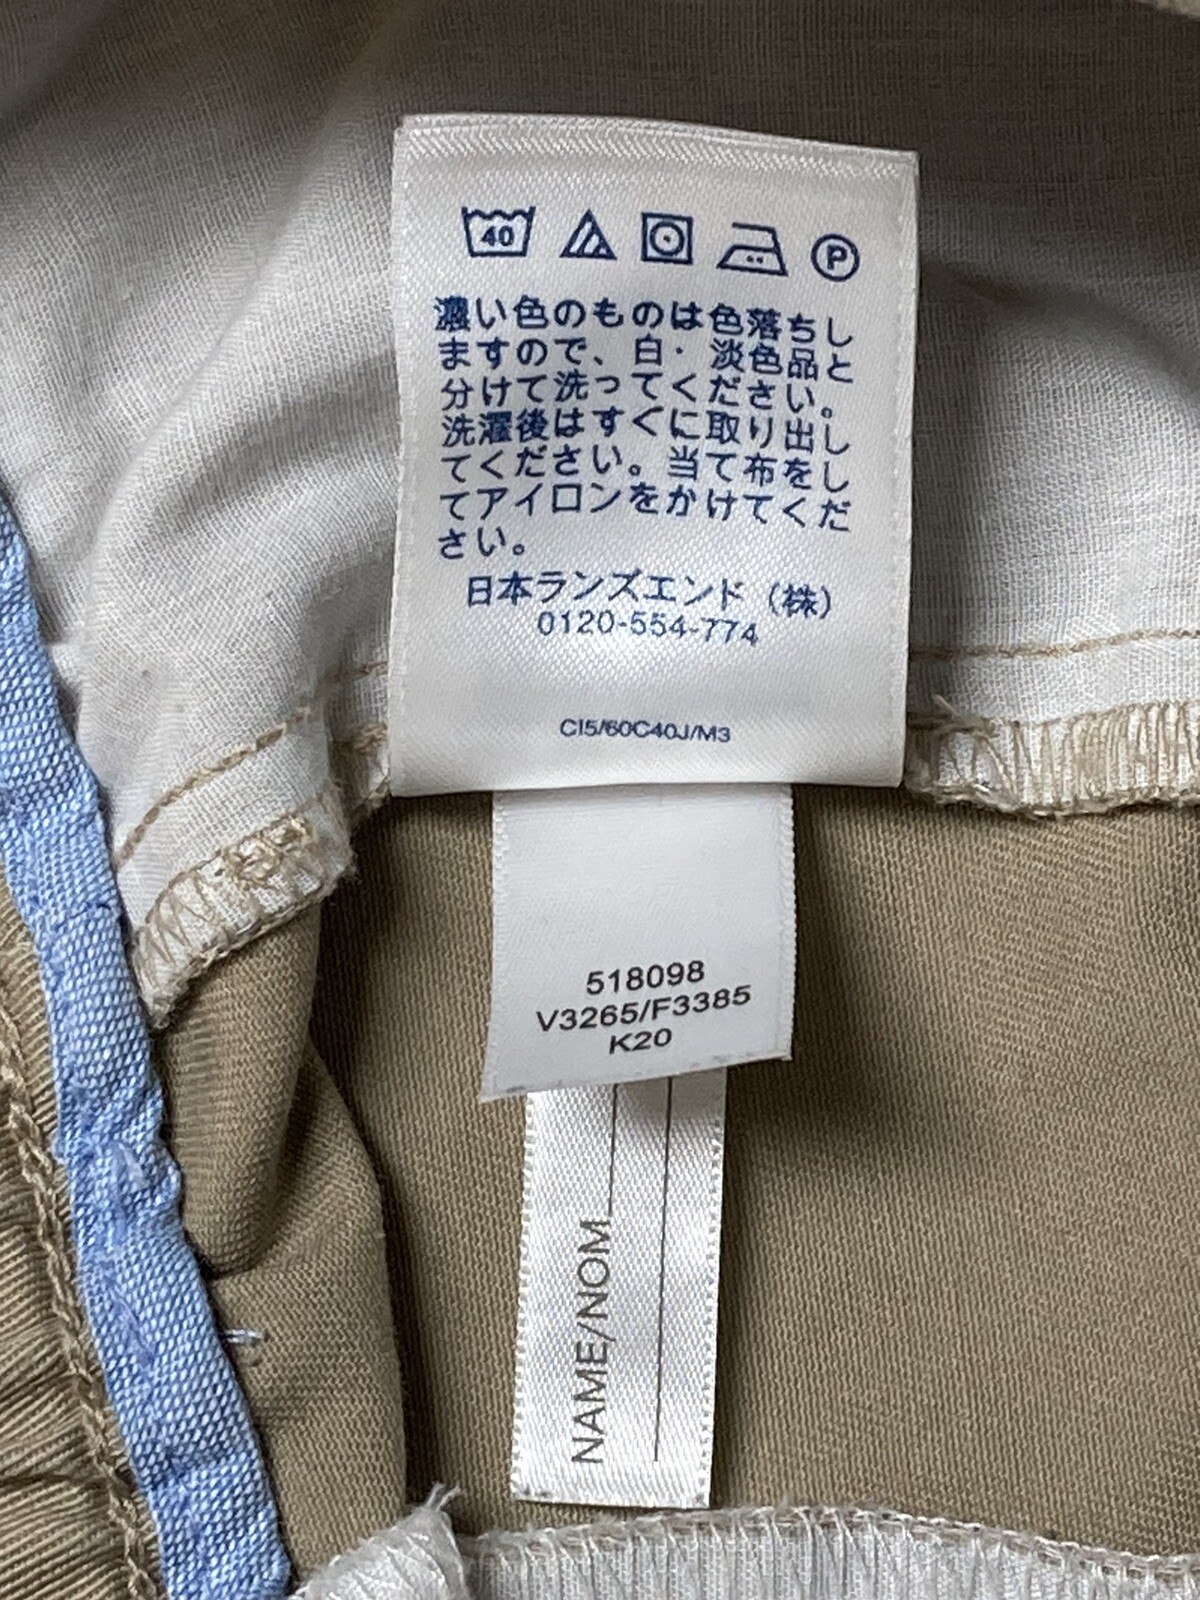 40
P
濃い色のものは色落ちし
ますので、白・淡色品と
分けて洗ってください。
洗濯後はすぐに取り出し
てください。当て布をし
てアイロンをかけてくだ
さい。
日本ランズエンド（株）
0120-554-774
CI5/60C40J/M3
518098
V3265/F3385
K20
NAME/NOM